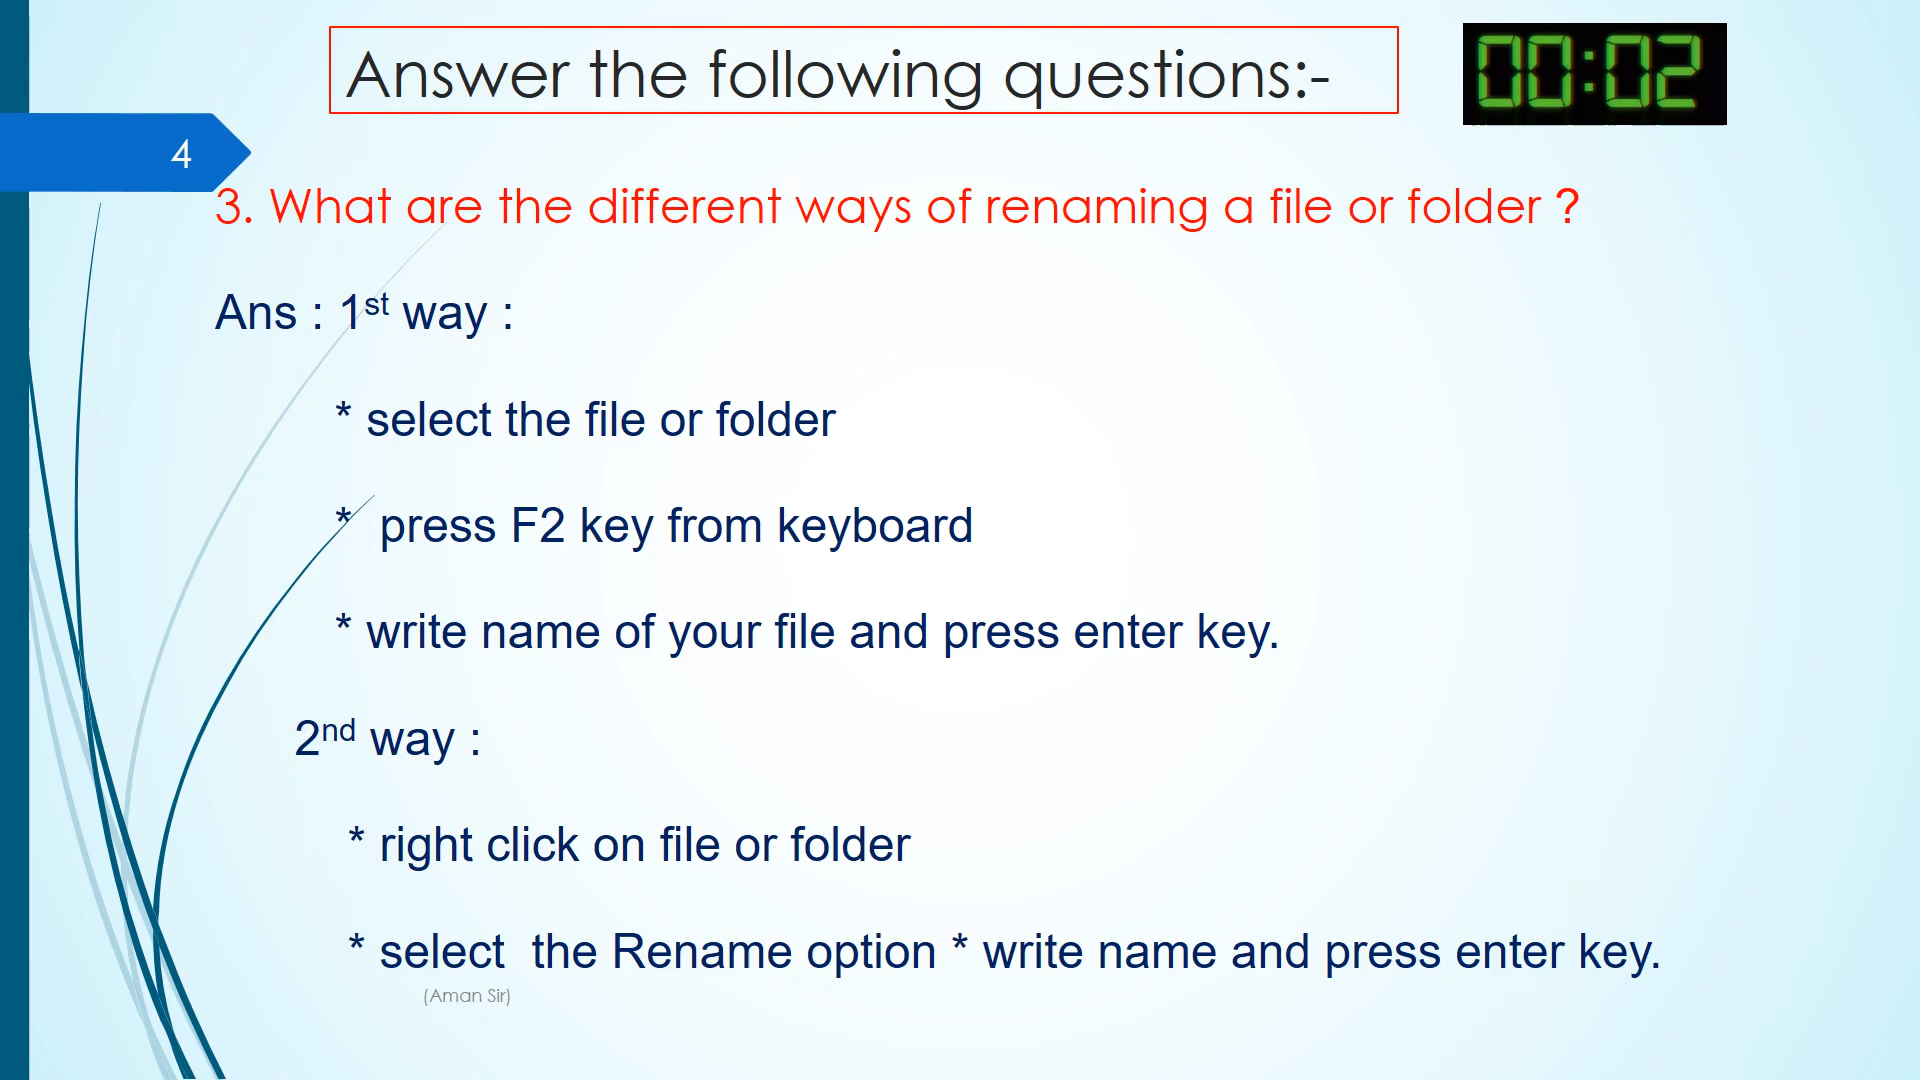 Answer the following questions:-
00:02
4
3. What are the different ways of renaming a file or folder ?
Ans : 1st way :
* select the file or folder
* press F2 key from keyboard
* write name of your file and press enter key.
2nd way :
* right click on file or folder
* select the Rename option * write name and press enter key.
(Aman Sir)